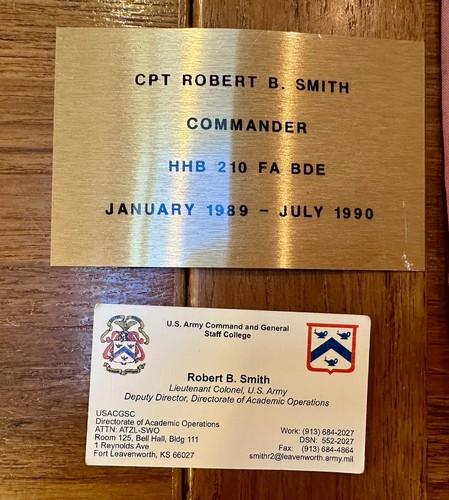 CPT ROBERT B. SMITH
COMMANDER
HHB 210 FA BDE
JANUARY 1989 - JULY 1990
U.S. Army Command and General
Staff College
Robert B. Smith
Lieutenant Colonel, U.S. Army
Deputy Director, Directorate of Academic Operations
USACGSC
Directorate of Academic Operations
ATTN: ATZL-SWO
Room 125, Bell Hall, Bldg 111
1 Reynolds Ave
Fort Leavenworth, KS 66027
Work: (913) 684-2027
DSN: 552-2027
Fax: (913) 684-4864
smithr2@leavenworth.army.mil